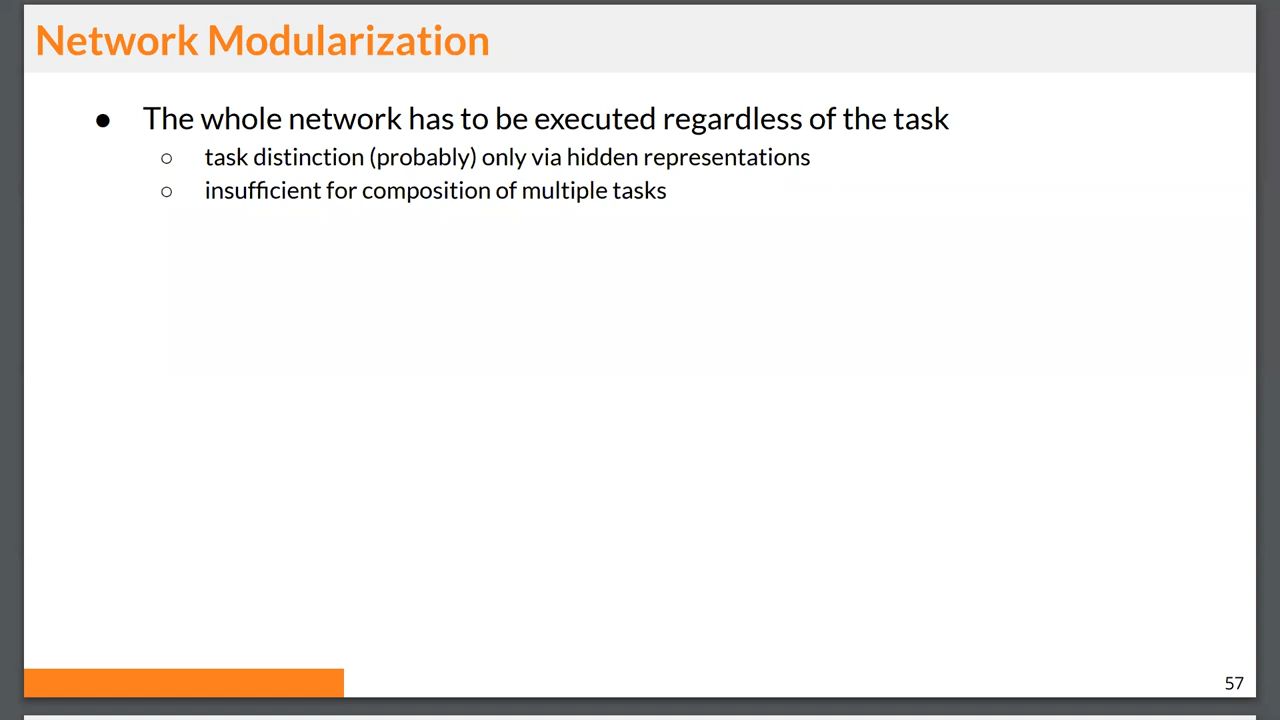 Network Modularization
● The whole network has to be executed regardless of the task
○ task distinction (probably) only via hidden representations
○ insufficient for composition of multiple tasks
57